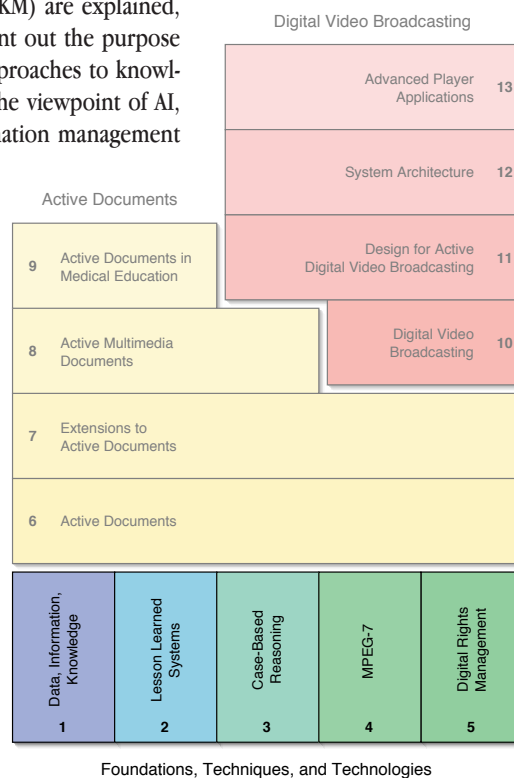 KM) are explained,
nt out the purpose
proaches to knowl-
he viewpoint of AI,
nation management
Digital Video Broadcasting
Advanced Player
Applications
13
System Architecture 12
Design for Active
Digital Video Broadcasting
11
Digital Video
Broadcasting
10
Active Documents
9
Active Documents in
Medical Education
8
Active Multimedia
Documents
7
Extensions to
Active Documents
6 Active Documents
Data, Information,
Knowledge
1
Lesson Learned
Systems
2
Case-Based
Reasoning
3
MPEG-7
4
Digital Rights
Management
5
Foundations, Techniques, and Technologies